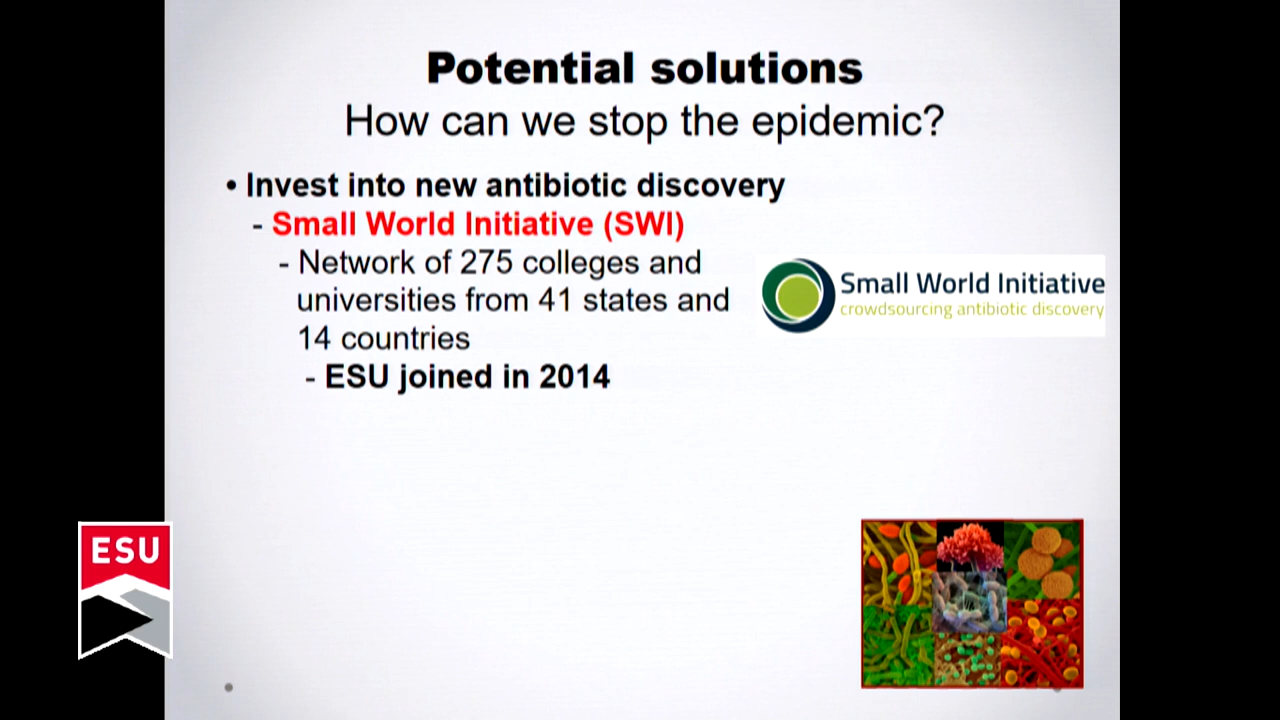 Potential solutions
How can we stop the epidemic?
• Invest into new antibiotic discovery
- Small World Initiative (SWI)
- Network of 275 colleges and
universities from 41 states and
14 countries
- ESU joined in 2014
Small World Initiative
crowdsourcing antibiotic discovery
ESU